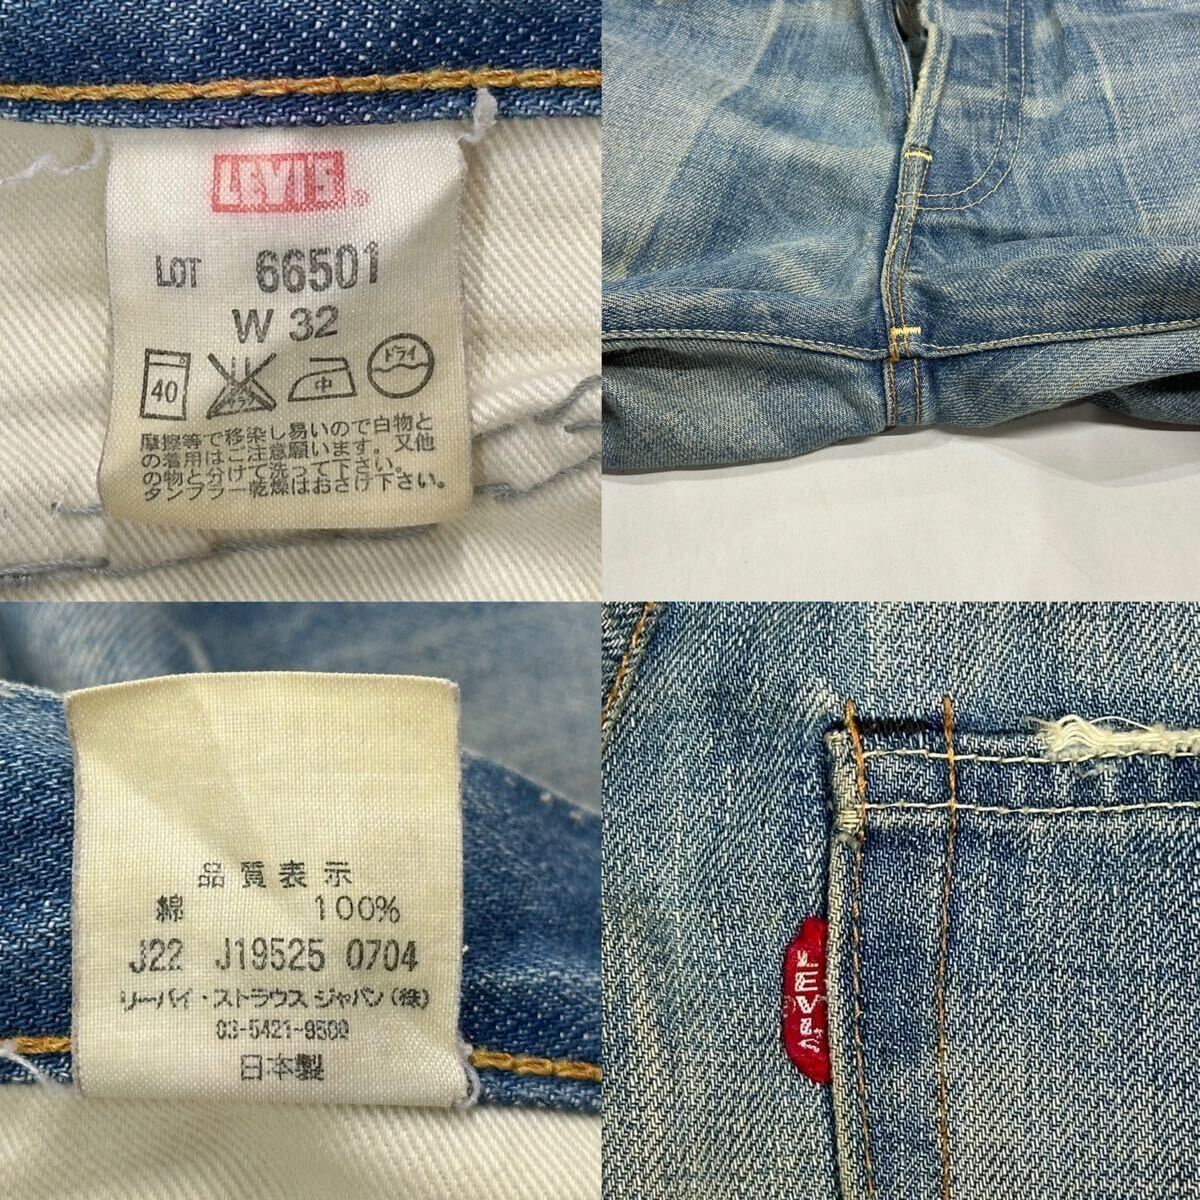 LEVI'S®
LOT 66501
W 32
40 中 ドライ
摩擦等で移染し易いので白物と
の着用はご注意願います。又他
の物と分けて洗って下さい。
タンブラー乾燥はおさけ下さい。
品質表示
綿 100%
J22 J19525 0704
リーバイ・ストラウス ジャパン(株)
03-5421-9500
日本製
LEVI'S